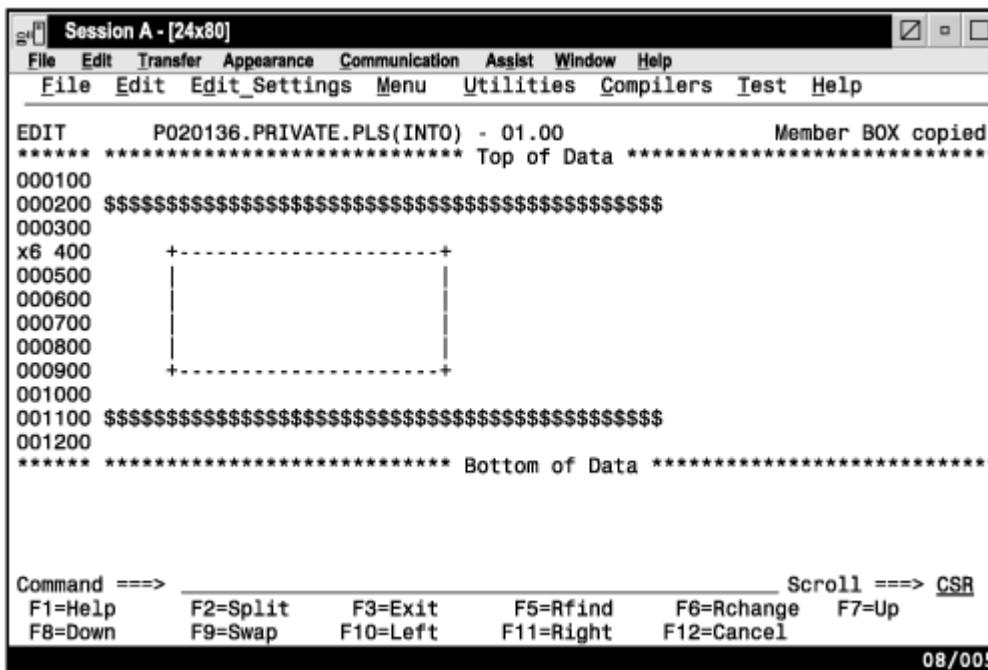 Session A - [24x80]
File Edit Transfer Appearance Communication Assist Window Help
File Edit Edit_Settings Menu Utilities Compilers Test Help
EDIT P020136.PRIVATE.PLS(INTO) - 01.00 Member BOX copied
****** ***************************** Top of Data ******************************
000100
000200 $$$$$$$$$$$$$$$$$$$$$$$$$$$$$$$$$$$$$$$$$$$$$
000300
x6 400 +- - - - - - - - - - - - - - - - - - - - - -+
000500 | |
000600 | |
000700 | |
000800 | |
000900 +- - - - - - - - - - - - - - - - - - - - - -+
001000
001100 $$$$$$$$$$$$$$$$$$$$$$$$$$$$$$$$$$$$$$$$$$$$$
001200
****** **************************** Bottom of Data ****************************
Command ===> Scroll ===> CSR
F1=Help F2=Split F3=Exit F5=Rfind F6=Rchange F7=Up
F8=Down F9=Swap F10=Left F11=Right F12=Cancel